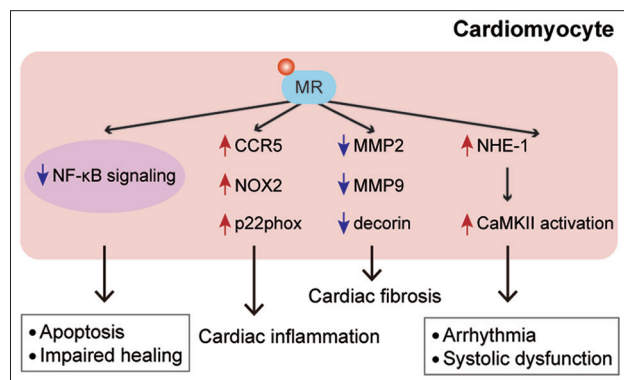 Cardiomyocyte
MR
NF-κB signaling
CCR5
NOX2
p22phox
MMP2
MMP9
decorin
NHE-1
CaMKII activation
• Apoptosis
• Impaired healing
Cardiac inflammation
Cardiac fibrosis
• Arrhythmia
• Systolic dysfunction